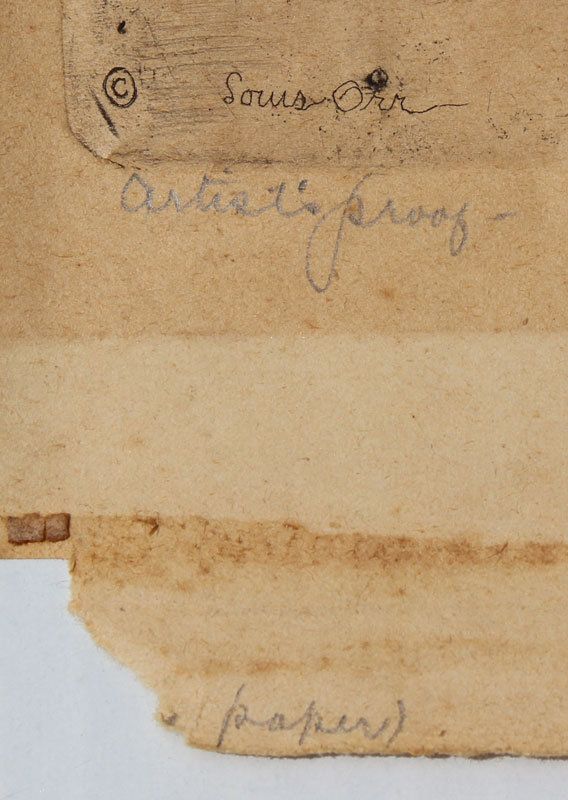 © Louis Orr
Artist's proof -
(paper)